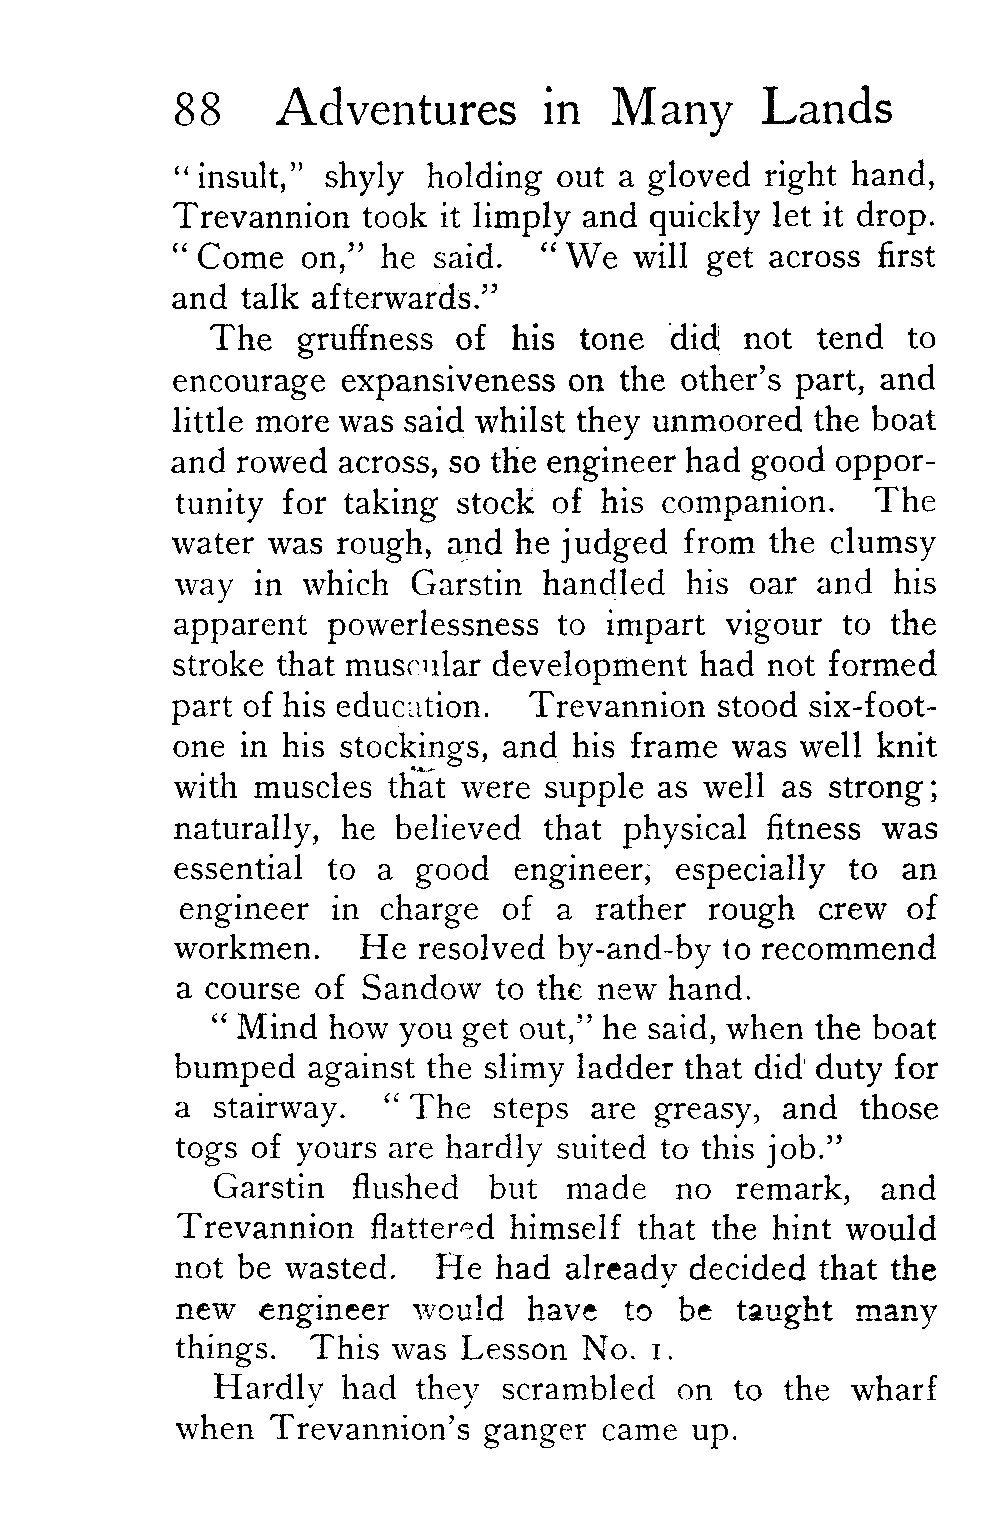 88 Adventures in Many Lands
“insult,” shyly holding out a gloved right hand,
Trevannion took it limply and quickly let it drop.
“Come on,” he said. “We will get across first
and talk afterwards.”
The gruffness of his tone did not tend to
encourage expansiveness on the other’s part, and
little more was said whilst they unmoored the boat
and rowed across, so the engineer had good oppor-
tunity for taking stock of his companion. The
water was rough, and he judged from the clumsy
way in which Garstin handled his oar and his
apparent powerlessness to impart vigour to the
stroke that muscular development had not formed
part of his education. Trevannion stood six-foot-
one in his stockings, and his frame was well knit
with muscles that were supple as well as strong;
naturally, he believed that physical fitness was
essential to a good engineer, especially to an
engineer in charge of a rather rough crew of
workmen. He resolved by-and-by to recommend
a course of Sandow to the new hand.
“Mind how you get out,” he said, when the boat
bumped against the slimy ladder that did duty for
a stairway. “The steps are greasy, and those
togs of yours are hardly suited to this job.”
Garstin flushed but made no remark, and
Trevannion flattered himself that the hint would
not be wasted. He had already decided that the
new engineer would have to be taught many
things. This was Lesson No. 1.
Hardly had they scrambled on to the wharf
when Trevannion’s ganger came up.